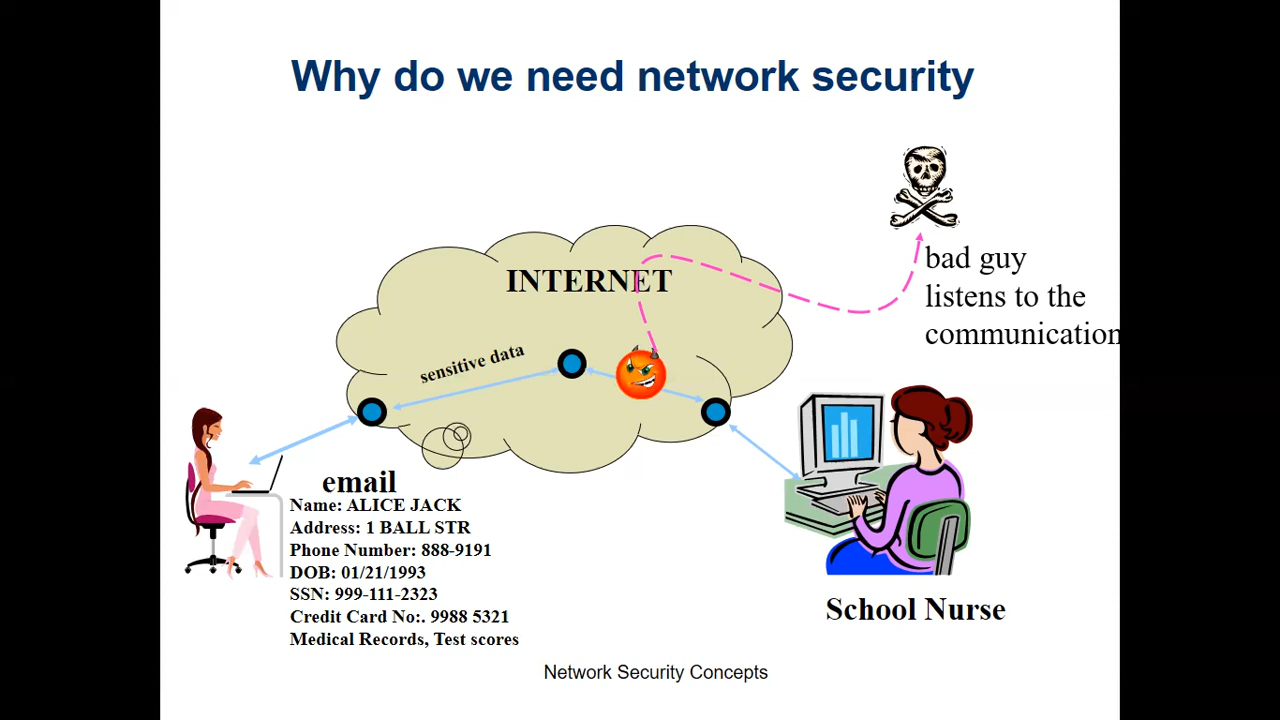 Why do we need network security
INTERNET
bad guy
listens to the
communication
sensitive data
email
Name: ALICE JACK
Address: 1 BALL STR
Phone Number: 888-9191
DOB: 01/21/1993
SSN: 999-111-2323
Credit Card No:. 9988 5321
Medical Records, Test scores
School Nurse
Network Security Concepts